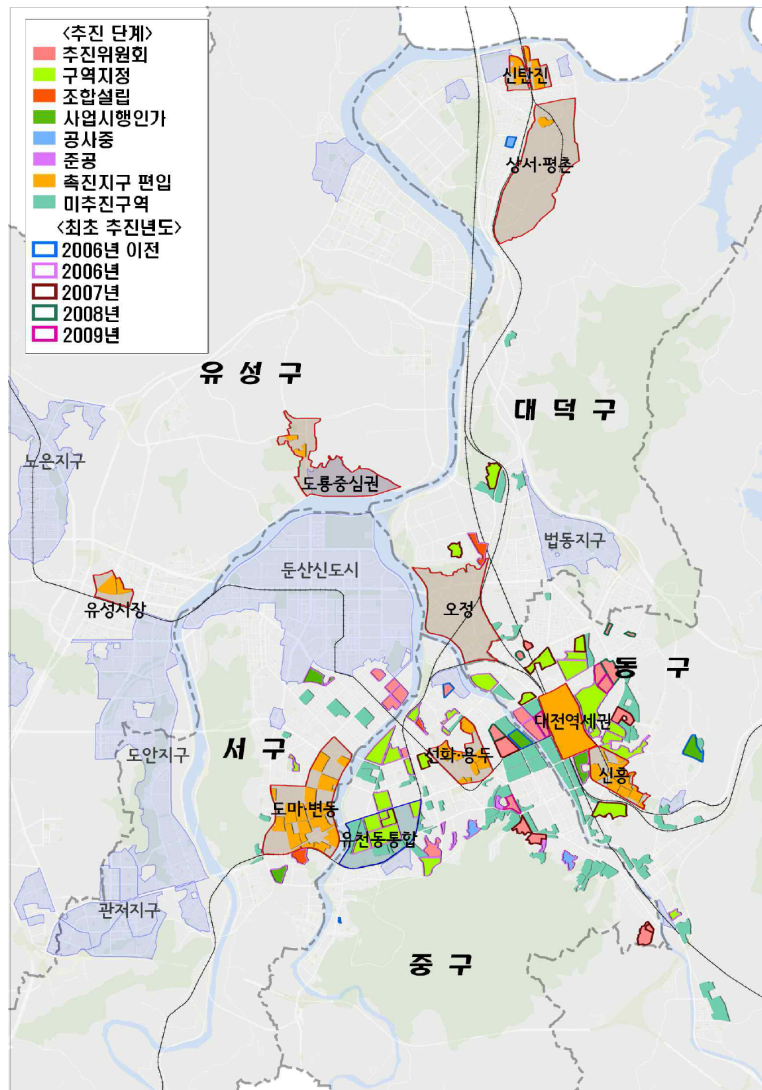 <추진 단계>
추진위원회
구역지정
조합설립
사업시행인가
공사중
준공
촉진지구 편입
미추진구역
<최초 추진년도>
2006년 이전
2006년
2007년
2008년
2009년
신탄진
상서·평촌
유성구
대덕구
노은지구
도룡중심권
법동지구
둔산신도시
유성시장
오정
동구
대전역세권
서구
도안지구
선화·용두
신흥
도마·변동
유천동통합
관저지구
중구